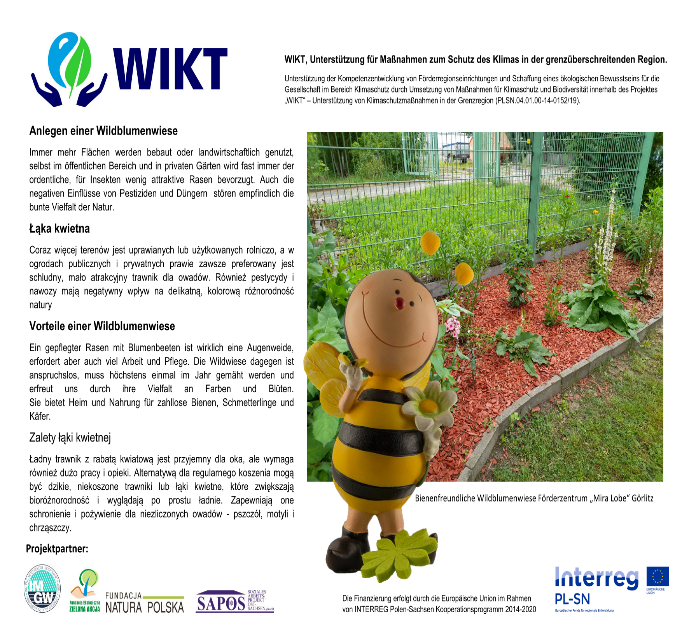 WIKT
WIKT, Unterstützung für Maßnahmen zum Schutz des Klimas in der grenzüberschreitenden Region.
Unterstützung der Kompetenzentwicklung von Förderregionseinrichtungen und Schaffung eines ökologischen Bewusstseins für die
Gesellschaft im Bereich Klimaschutz durch Umsetzung von Maßnahmen für Klimaschutz und Biodiversität innerhalb des Projektes
„WIKT“ – Unterstützung von Klimaschutzmaßnahmen in der Grenzregion (PLSN.04.01.00-14-0152/19).
Anlegen einer Wildblumenwiese
Immer mehr Flächen werden bebaut oder landwirtschaftlich genutzt,
selbst im öffentlichen Bereich und in privaten Gärten wird fast immer der
ordentliche, für Insekten wenig attraktive Rasen bevorzugt. Auch die
negativen Einflüsse von Pestiziden und Düngern stören empfindlich die
bunte Vielfalt der Natur.
Łąka kwietna
Coraz więcej terenów jest uprawianych lub użytkowanych rolniczo, a w
ogrodach publicznych i prywatnych prawie zawsze preferowany jest
schludny, mało atrakcyjny trawnik dla owadów. Również pestycydy i
nawozy mają negatywny wpływ na delikatną, kolorową różnorodność
natury
Vorteile einer Wildblumenwiese
Ein gepflegter Rasen mit Blumenbeeten ist wirklich eine Augenweide,
erfordert aber auch viel Arbeit und Pflege. Die Wildwiese dagegen ist
anspruchslos, muss höchstens einmal im Jahr gemäht werden und
erfreut uns durch ihre Vielfalt an Farben und Blüten.
Sie bietet Heim und Nahrung für zahllose Bienen, Schmetterlinge und
Käfer.
Zalety łąki kwietnej
Ładny trawnik z rabatą kwiatową jest przyjemny dla oka, ale wymaga
również dużo pracy i opieki. Alternatywą dla regularnego koszenia mogą
być dzikie, niekoszone trawniki lub łąki kwietne, które zwiększają
bioróżnorodność i wyglądają po prostu ładnie. Zapewniają one
schronienie i pożywienie dla niezliczonych owadów - pszczół, motyli i
chrząszczy.
Bienenfreundliche Wildblumenwiese Förderzentrum „Mira Lobe“ Görlitz
Projektpartner:
IM
GW
ZIELONA AKCJA
FUNDACJA
NATURA POLSKA
SAPOS
Die Finanzierung erfolgt durch die Europäische Union im Rahmen
von INTERREG Polen-Sachsen Kooperationsprogramm 2014-2020
Interreg
PL-SN